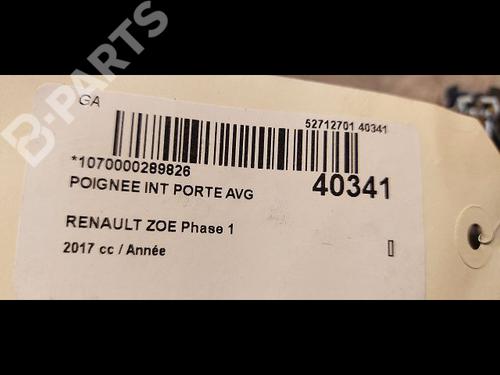 B-PARTS
GA
52712701 40341
*1070000289826
POIGNEE INT PORTE AVG
40341
RENAULT ZOE Phase 1
2017 cc / Année